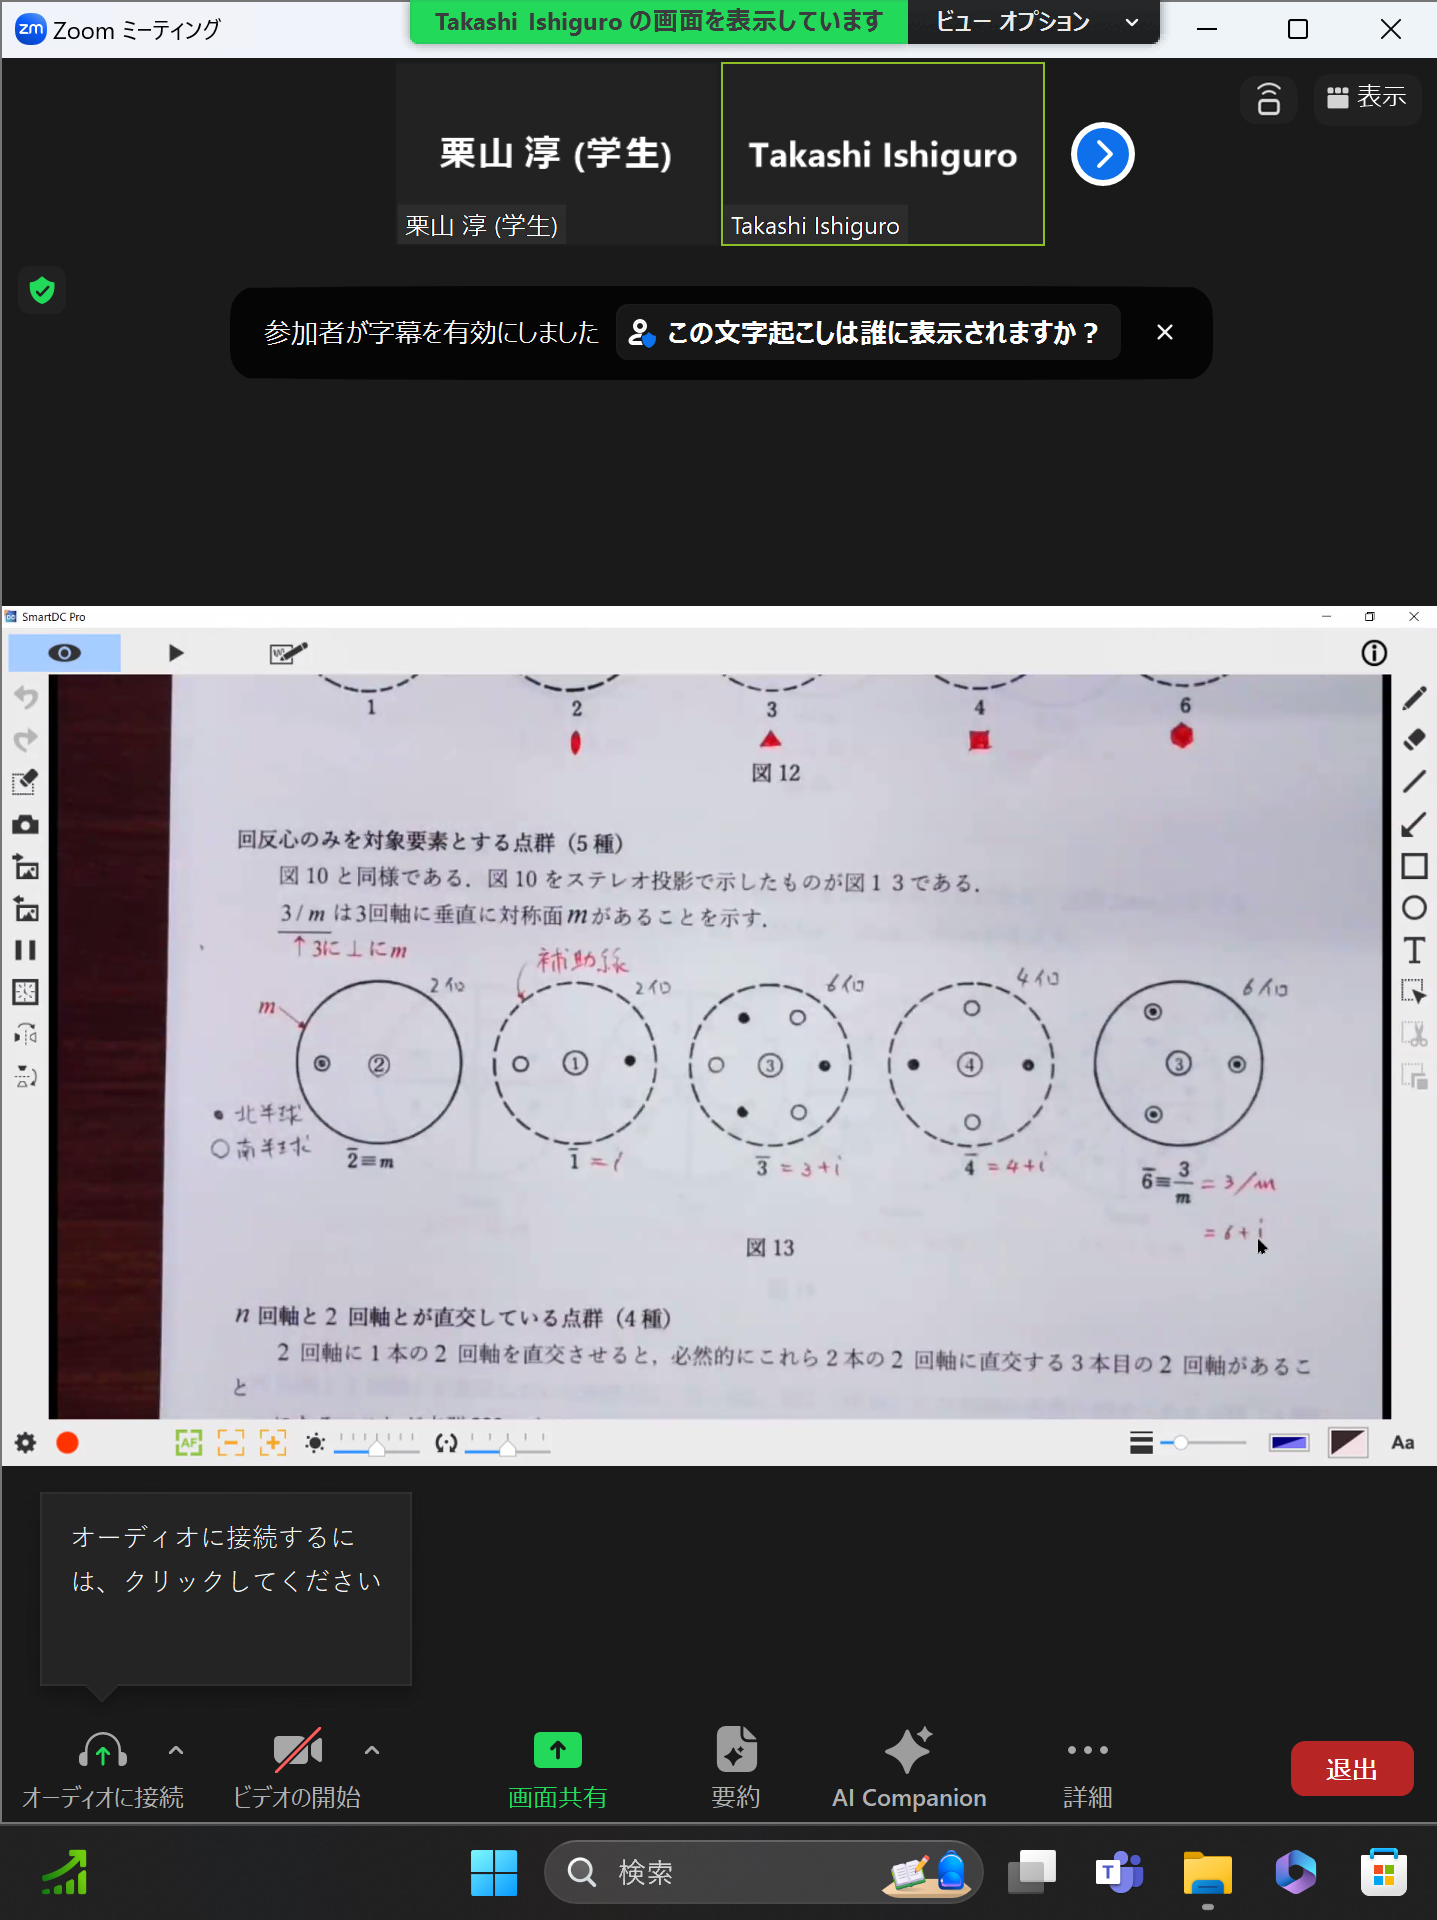 Zoom ミーティング
Takashi Ishiguro の画面を表示しています
ビュー オプション
表示
栗山 淳 (学生)
栗山 淳 (学生)
Takashi Ishiguro
Takashi Ishiguro
参加者が字幕を有効にしました
この文字起こしは誰に表示されますか？
SmartDC Pro
1 2 3 4 6
図 12
回反心のみを対象要素とする点群（5 種）
図 10 と同様である．図 10 をステレオ投影で示したものが図１３である．
3 / m は3回軸に垂直に対称面 m があることを示す．
↑ 3に ⊥ に m
補助線
m
2個
2個
6個
4個
6個
② ① ③ ④ ③
● 北半球
○ 南半球
2̅≡m
1̅ = i
3̅ = 3 + i
4̅ = 4 + i
6̅≡3/m = 3/m
= 6 + i
図 13
n 回軸と 2 回軸とが直交している点群（4 種）
2 回軸に 1 本の 2 回軸を直交させると，必然的にこれら 2 本の 2 回軸に直交する 3 本目の 2 回軸があるこ
と
T
AF
Aa
オーディオに接続するに
は、クリックしてください
オーディオに接続
ビデオの開始
画面共有
要約
AI Companion
詳細
退出
検索